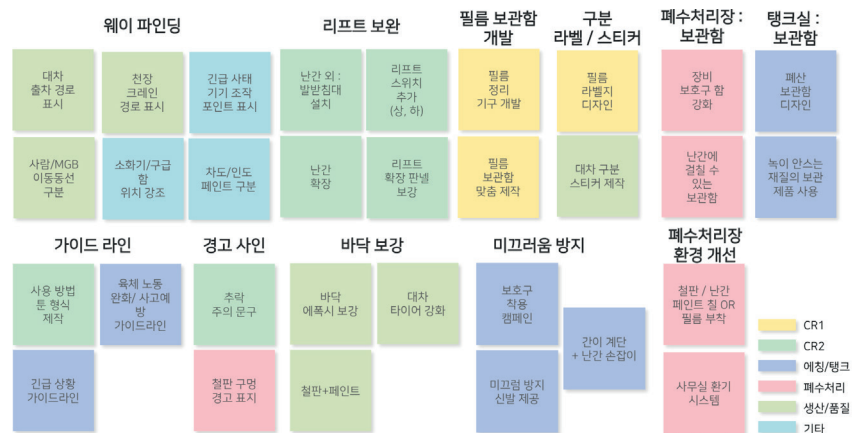 웨이 파인딩
대차
출차 경로
표시
천장
크레인
경로 표시
긴급 사태
기기 조작
포인트 표시
사람/MGB
이동동선
구분
소화기/구급
함
위치 강조
차도/인도
페인트 구분
리프트 보완
난간 외 :
발받침대
설치
리프트
스위치
추가
(상, 하)
난간
확장
리프트
확장 판넬
보강
필름 보관함
개발
필름
정리
기구 개발
필름
보관함
맞춤 제작
구분
라벨 / 스티커
필름
라벨지
디자인
대차 구분
스티커 제작
폐수처리장 :
보관함
장비
보호구 함
강화
난간에
걸칠 수
있는
보관함
탱크실 :
보관함
폐산
보관함
디자인
녹이 안스는
재질의 보관
제품 사용
가이드 라인
사용 방법
툰 형식
제작
육체 노동
완화/ 사고예
방
가이드라인
긴급 상황
가이드라인
경고 사인
추락
주의 문구
철판 구멍
경고 표지
바닥 보강
바닥
에폭시 보강
대차
타이어 강화
철판+페인트
미끄러움 방지
보호구
착용
캠페인
간이 계단
+ 난간 손잡이
미끄럼 방지
신발 제공
폐수처리장
환경 개선
철판 / 난간
페인트 칠 OR
필름 부착
사무실 환기
시스템
CR1
CR2
에칭/탱크
폐수처리
생산/품질
기타